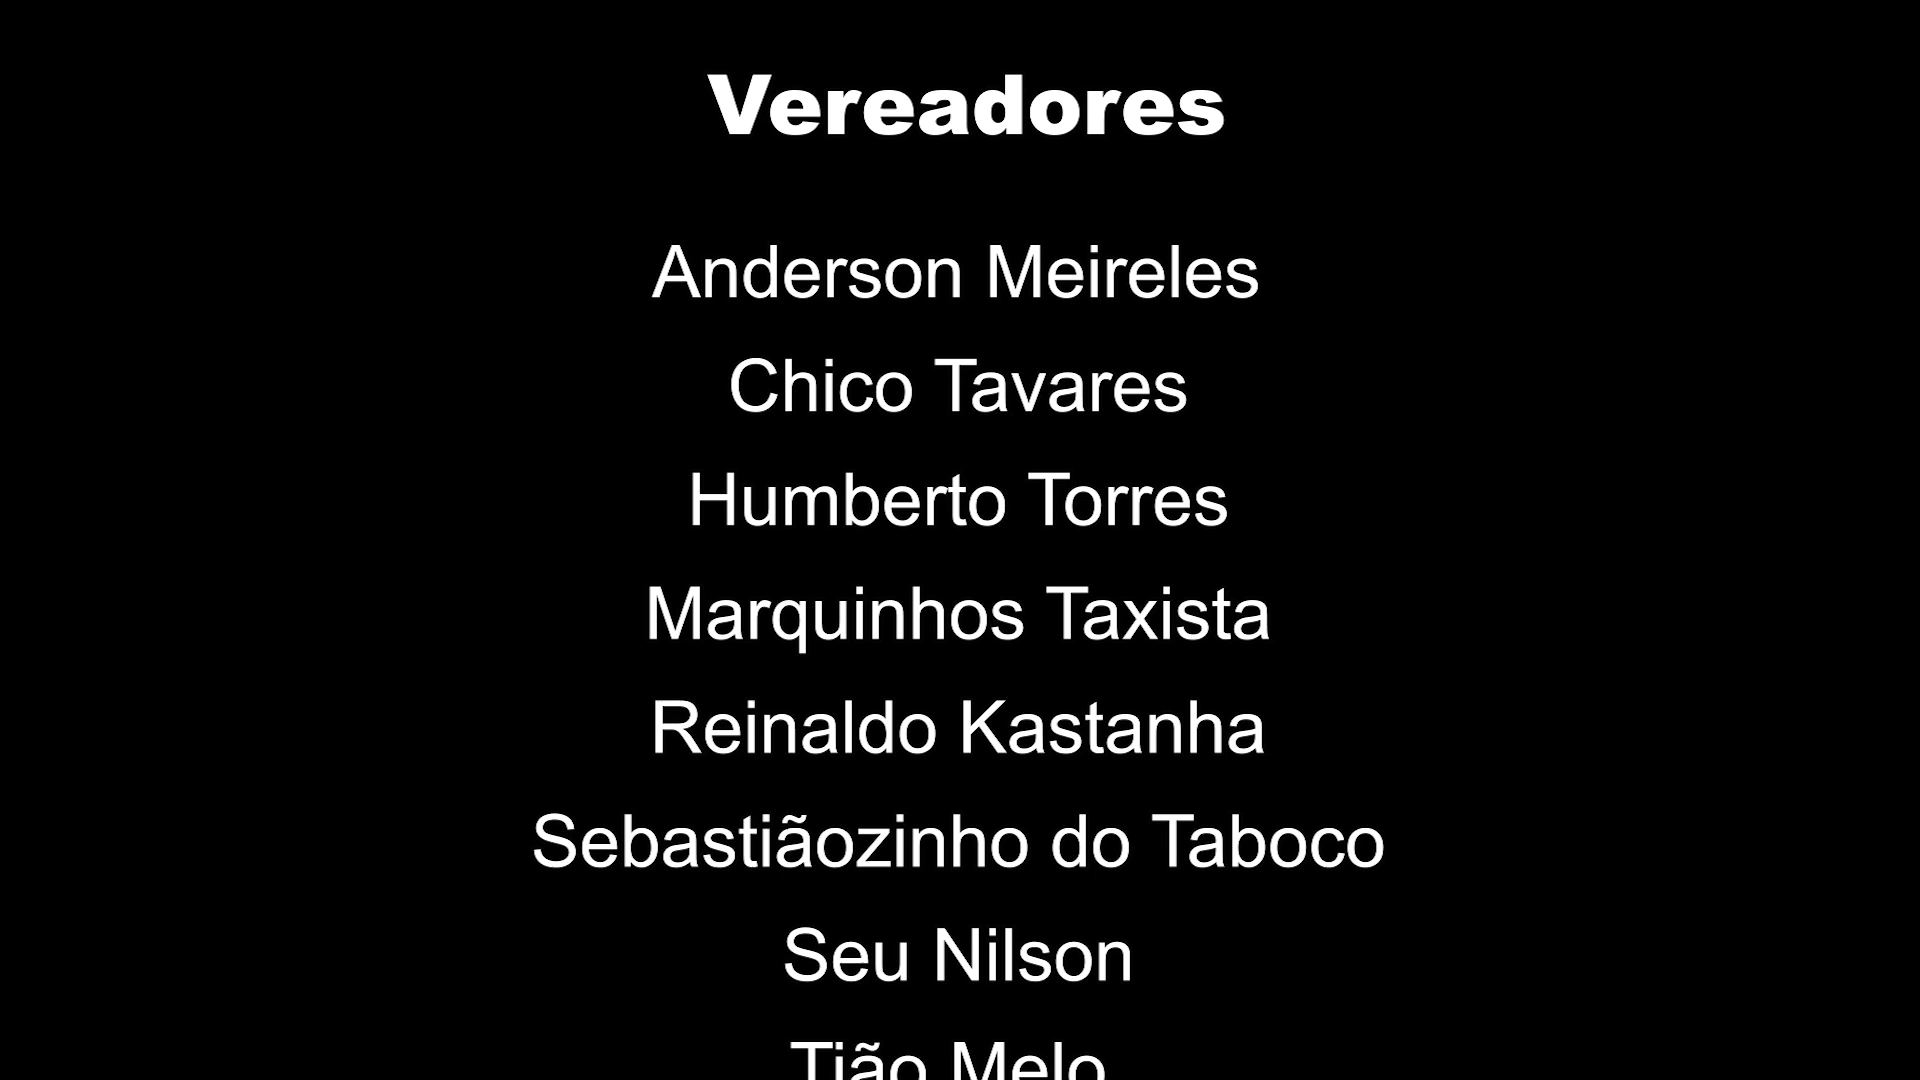 Vereadores
Anderson Meireles
Chico Tavares
Humberto Torres
Marquinhos Taxista
Reinaldo Kastanha
Sebastiãozinho do Taboco
Seu Nilson
Tião Melo